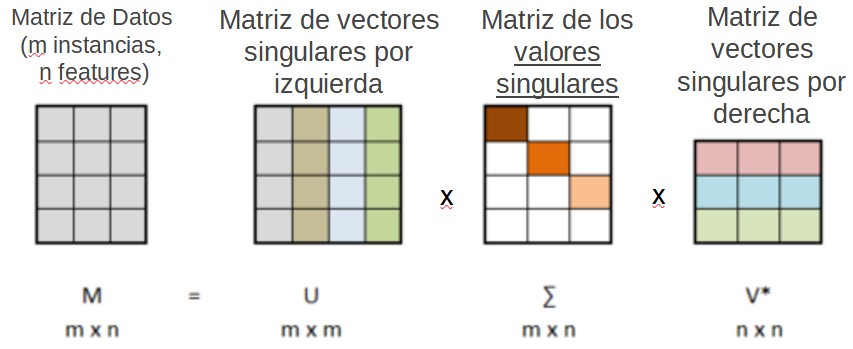 Matriz de Datos
(m instancias,
n features)
Matriz de vectores
singulares por
izquierda
Matriz de los
valores
singulares
Matriz de
vectores
singulares por
derecha
x
x
M = U Σ V*
m x n m x m m x n n x n